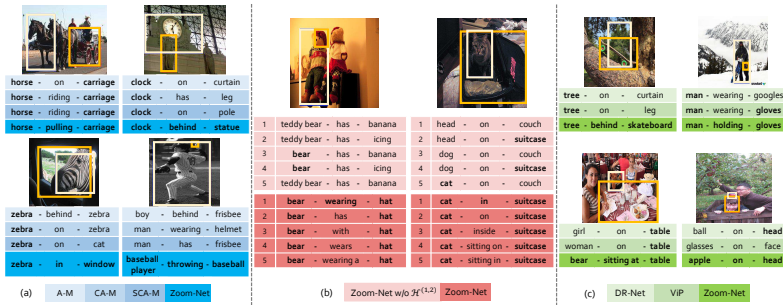 horse - on - carriage
horse - riding - carriage
horse - riding - carriage
horse - pulling - carriage
clock - on - curtain
clock - has - leg
clock - on - pole
clock - behind - statue
zebra - behind - zebra
zebra - on - zebra
zebra - on - cat
zebra - in - window
boy - behind - frisbee
man - wearing - helmet
man - has - frisbee
baseball player - throwing - baseball
(a) A-M CA-M SCA-M Zoom-Net
1 teddy bear - has - banana
2 teddy bear - has - icing
3 bear - has - banana
4 bear - has - icing
5 teddy bear - has - banana
1 bear - wearing - hat
2 bear - has - hat
3 bear - with - hat
4 bear - wears - hat
5 bear - wearing a - hat
1 head - on - couch
2 head - on - suitcase
3 dog - on - couch
4 dog - on - suitcase
5 cat - on - couch
1 cat - in - suitcase
2 cat - on - suitcase
3 cat - inside - suitcase
4 cat - sitting on - suitcase
5 cat - sitting in - suitcase
(b) Zoom-Net w/o ℋ^(1,2) Zoom-Net
tree - on - curtain
tree - on - leg
tree - behind - skateboard
man - wearing - googles
man - wearing - gloves
man - holding - gloves
girl - on - table
woman - on - table
bear - sitting at - table
ball - on - head
glasses - on - face
apple - on - head
(c) DR-Net ViP Zoom-Net